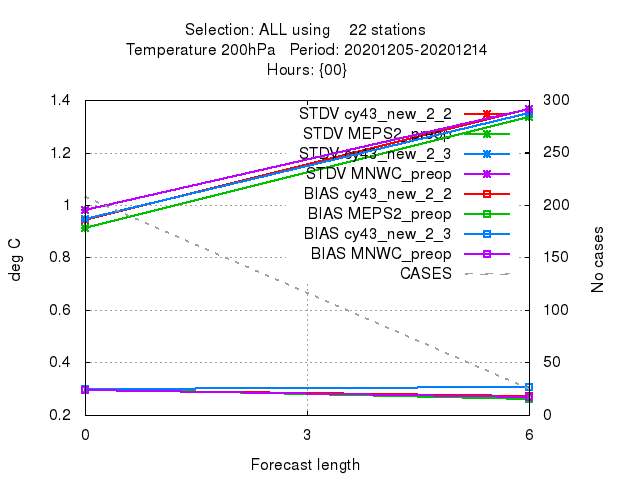 Selection: ALL using 22 stations
Temperature 200hPa Period: 20201205-20201214
Hours: {00}
1.4
1.2
1
0.8
0.6
0.4
0.2
300
250
200
150
100
50
0
deg C
No cases
STDV cy43_new_2_2
STDV MEPS2_preop
STDV cy43_new_2_3
STDV MNWC_preop
BIAS cy43_new_2_2
BIAS MEPS2_preop
BIAS cy43_new_2_3
BIAS MNWC_preop
CASES
0 3 6
Forecast length